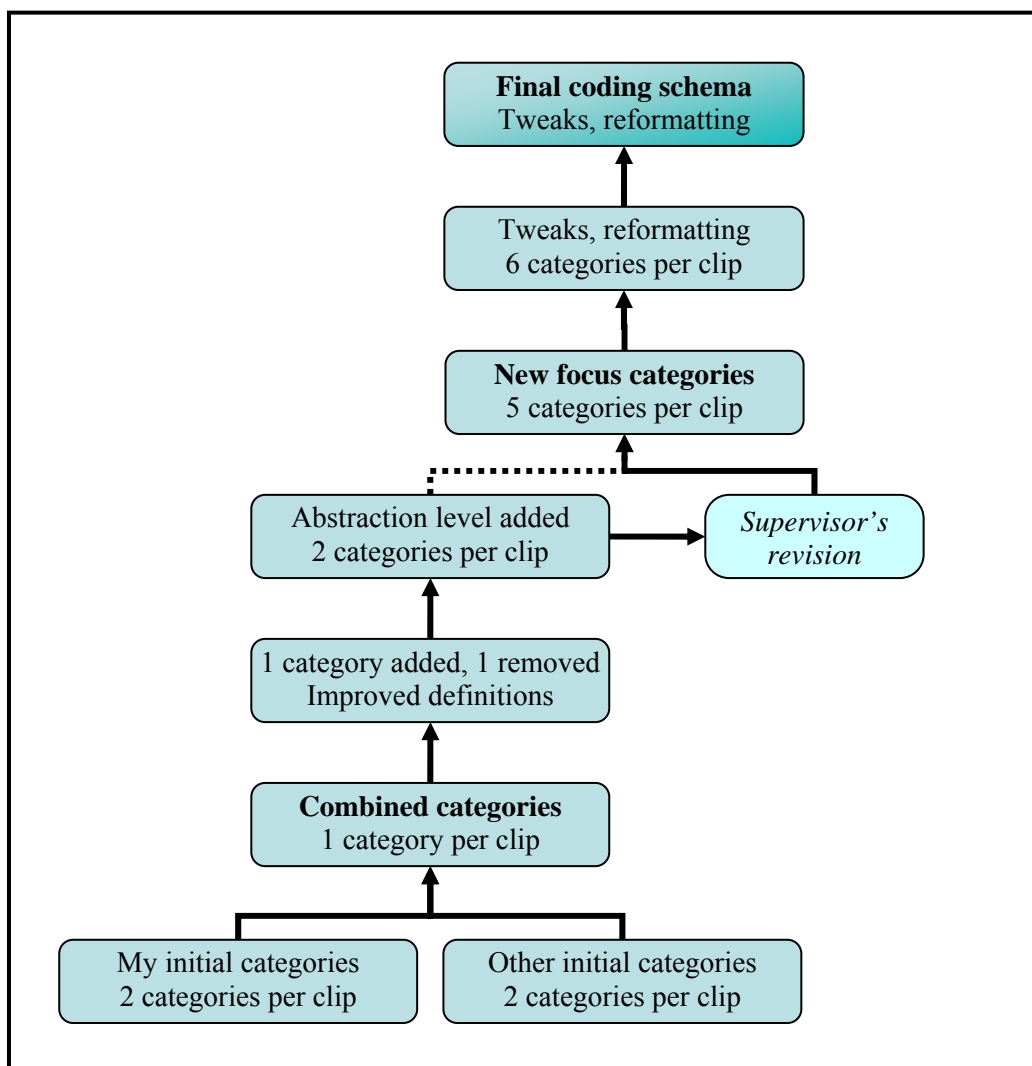 Final coding schema
Tweaks, reformatting
Tweaks, reformatting
6 categories per clip
New focus categories
5 categories per clip
Abstraction level added
2 categories per clip
Supervisor’s
revision
1 category added, 1 removed
Improved definitions
Combined categories
1 category per clip
My initial categories
2 categories per clip
Other initial categories
2 categories per clip